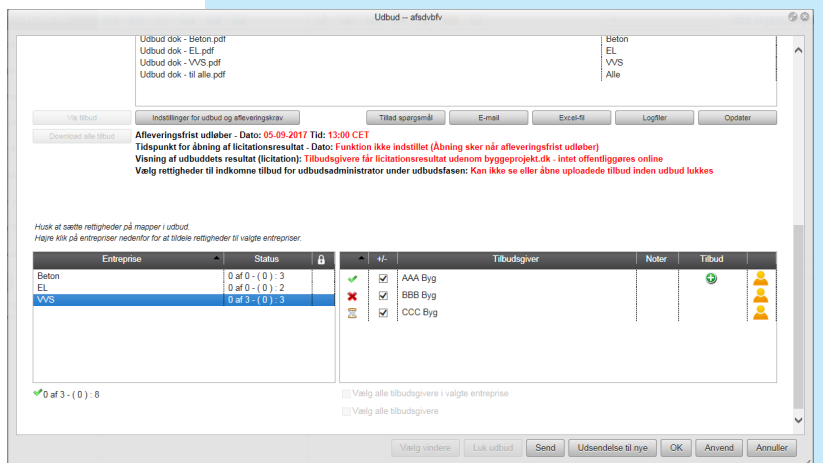 Udbud -- afsdvbfv
Udbud dok - Beton.pdf Beton
Udbud dok - EL.pdf EL
Udbud dok - VVS.pdf VVS
Udbud dok - til alle.pdf Alle
Vis tilbud Indstillinger for udbud og afleveringskrav Tillad spørgsmål E-mail Excel-fil Logfiler Opdater
Download alle tilbud
Afleveringsfrist udløber - Dato: 05-09-2017 Tid: 13:00 CET
Tidspunkt for åbning af licitationsresultat - Dato: Funktion ikke indstillet (Åbning sker når afleveringsfrist udløber)
Visning af udbuddets resultat (licitation): Tilbudsgivere får licitationsresultat udenom byggeprojekt.dk - intet offentliggøres online
Vælg rettigheder til indkomne tilbud for udbudsadministrator under udbudsfasen: Kan ikke se eller åbne uploadede tilbud inden udbud lukkes
Husk at sætte rettigheder på mapper i udbud.
Højre klik på entrepriser nedenfor for at tildele rettigheder til valgte entrepriser.
Entreprise Status +/- Tilbudsgiver Noter Tilbud
Beton 0 af 0 - ( 0 ) : 3 AAA Byg
EL 0 af 0 - ( 0 ) : 2 BBB Byg
VVS 0 af 3 - ( 0 ) : 3 CCC Byg
0 af 3 - ( 0 ) : 8
Vælg alle tilbudsgivere i valgte entreprise
Vælg alle tilbudsgivere
Vælg vindere Luk udbud Send Udsendelse til nye OK Anvend Annuller